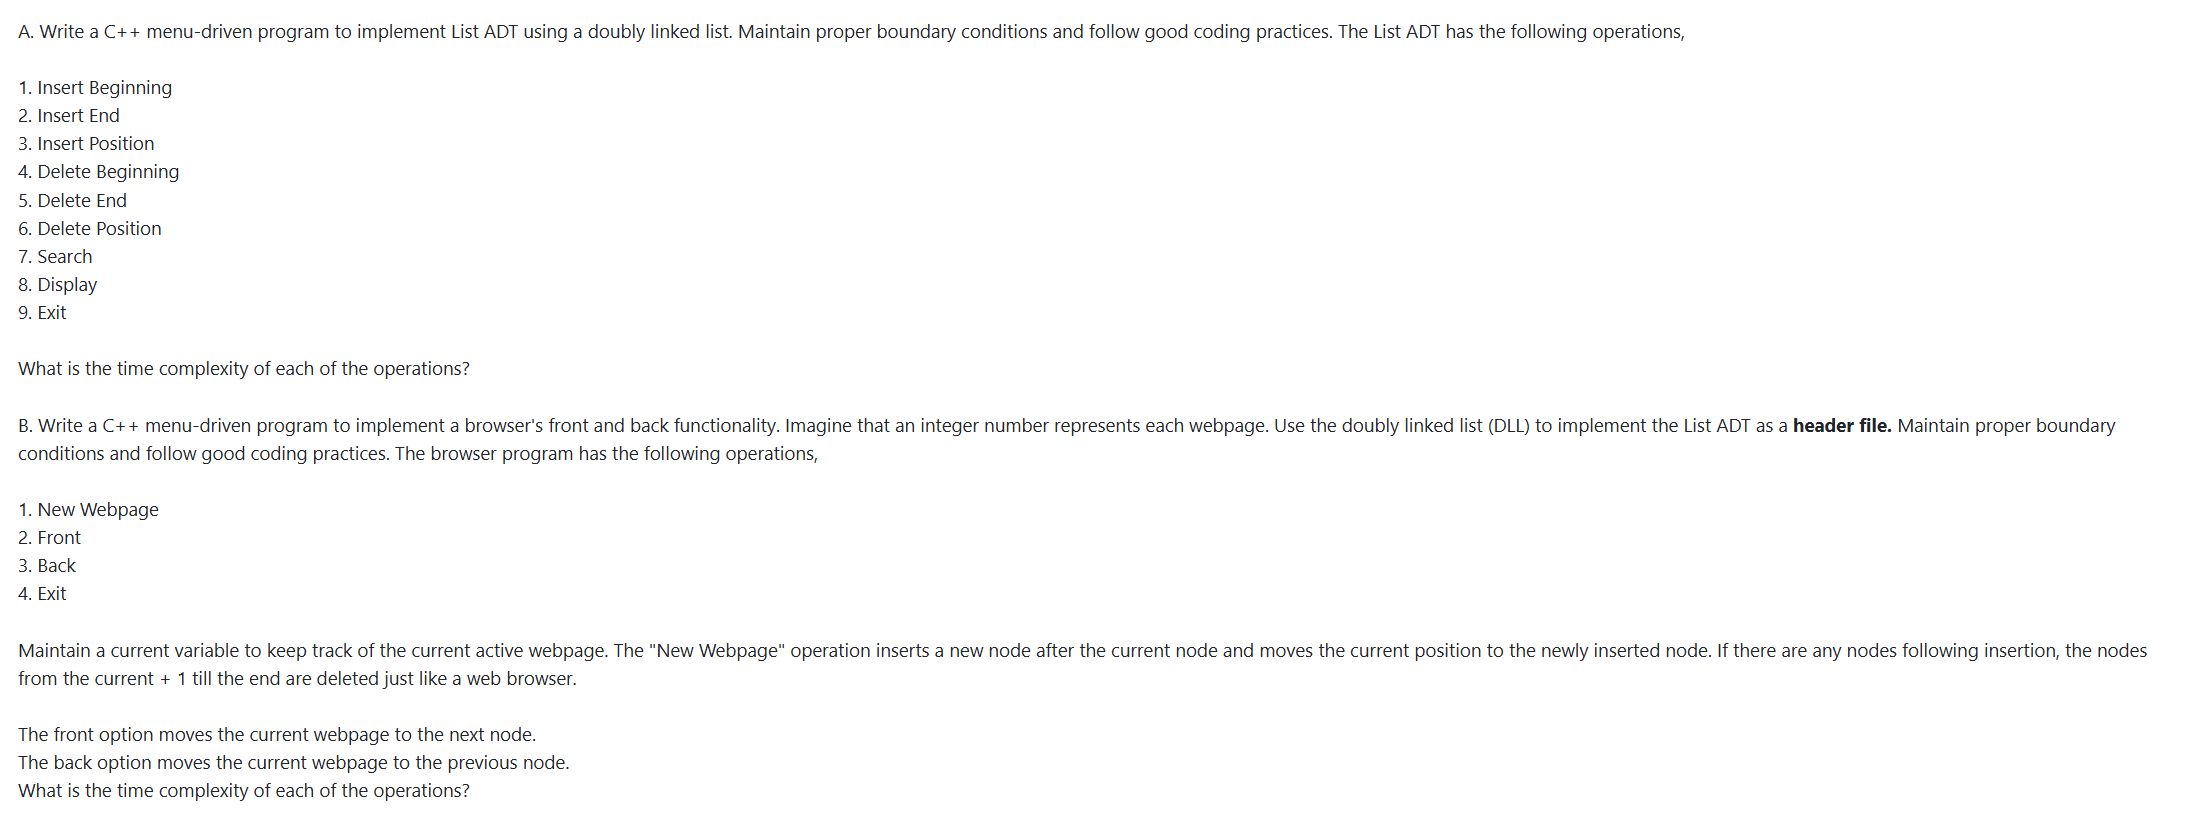 A. Write a C++ menu-driven program to implement List ADT using a doubly linked list. Maintain proper boundary conditions and follow good coding practices. The List ADT has the following operations,
1. Insert Beginning
2. Insert End
3. Insert Position
4. Delete Beginning
5. Delete End
6. Delete Position
7. Search
8. Display
9. Exit
What is the time complexity of each of the operations?
B. Write a C++ menu-driven program to implement a browser's front and back functionality. Imagine that an integer number represents each webpage. Use the doubly linked list (DLL) to implement the List ADT as a header file. Maintain proper boundary
conditions and follow good coding practices. The browser program has the following operations,
1. New Webpage
2. Front
3. Back
4. Exit
Maintain a current variable to keep track of the current active webpage. The "New Webpage" operation inserts a new node after the current node and moves the current position to the newly inserted node. If there are any nodes following insertion, the nodes
from the current + 1 till the end are deleted just like a web browser.
The front option moves the current webpage to the next node.
The back option moves the current webpage to the previous node.
What is the time complexity of each of the operations?